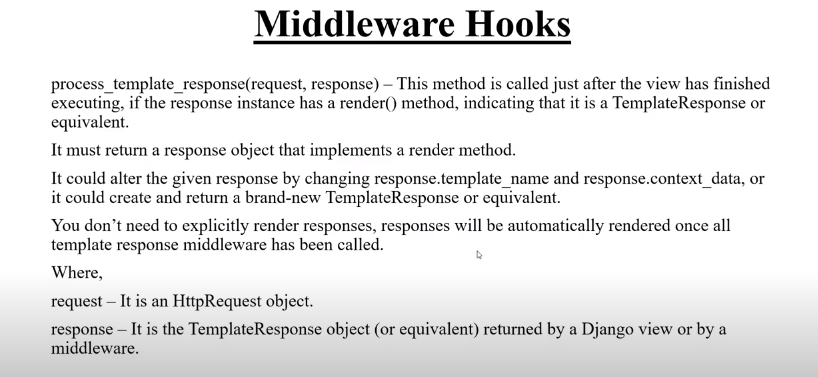 Middleware Hooks
process_template_response(request, response) – This method is called just after the view has finished
executing, if the response instance has a render() method, indicating that it is a TemplateResponse or
equivalent.
It must return a response object that implements a render method.
It could alter the given response by changing response.template_name and response.context_data, or
it could create and return a brand-new TemplateResponse or equivalent.
You don’t need to explicitly render responses, responses will be automatically rendered once all
template response middleware has been called.
Where,
request – It is an HttpRequest object.
response – It is the TemplateResponse object (or equivalent) returned by a Django view or by a
middleware.